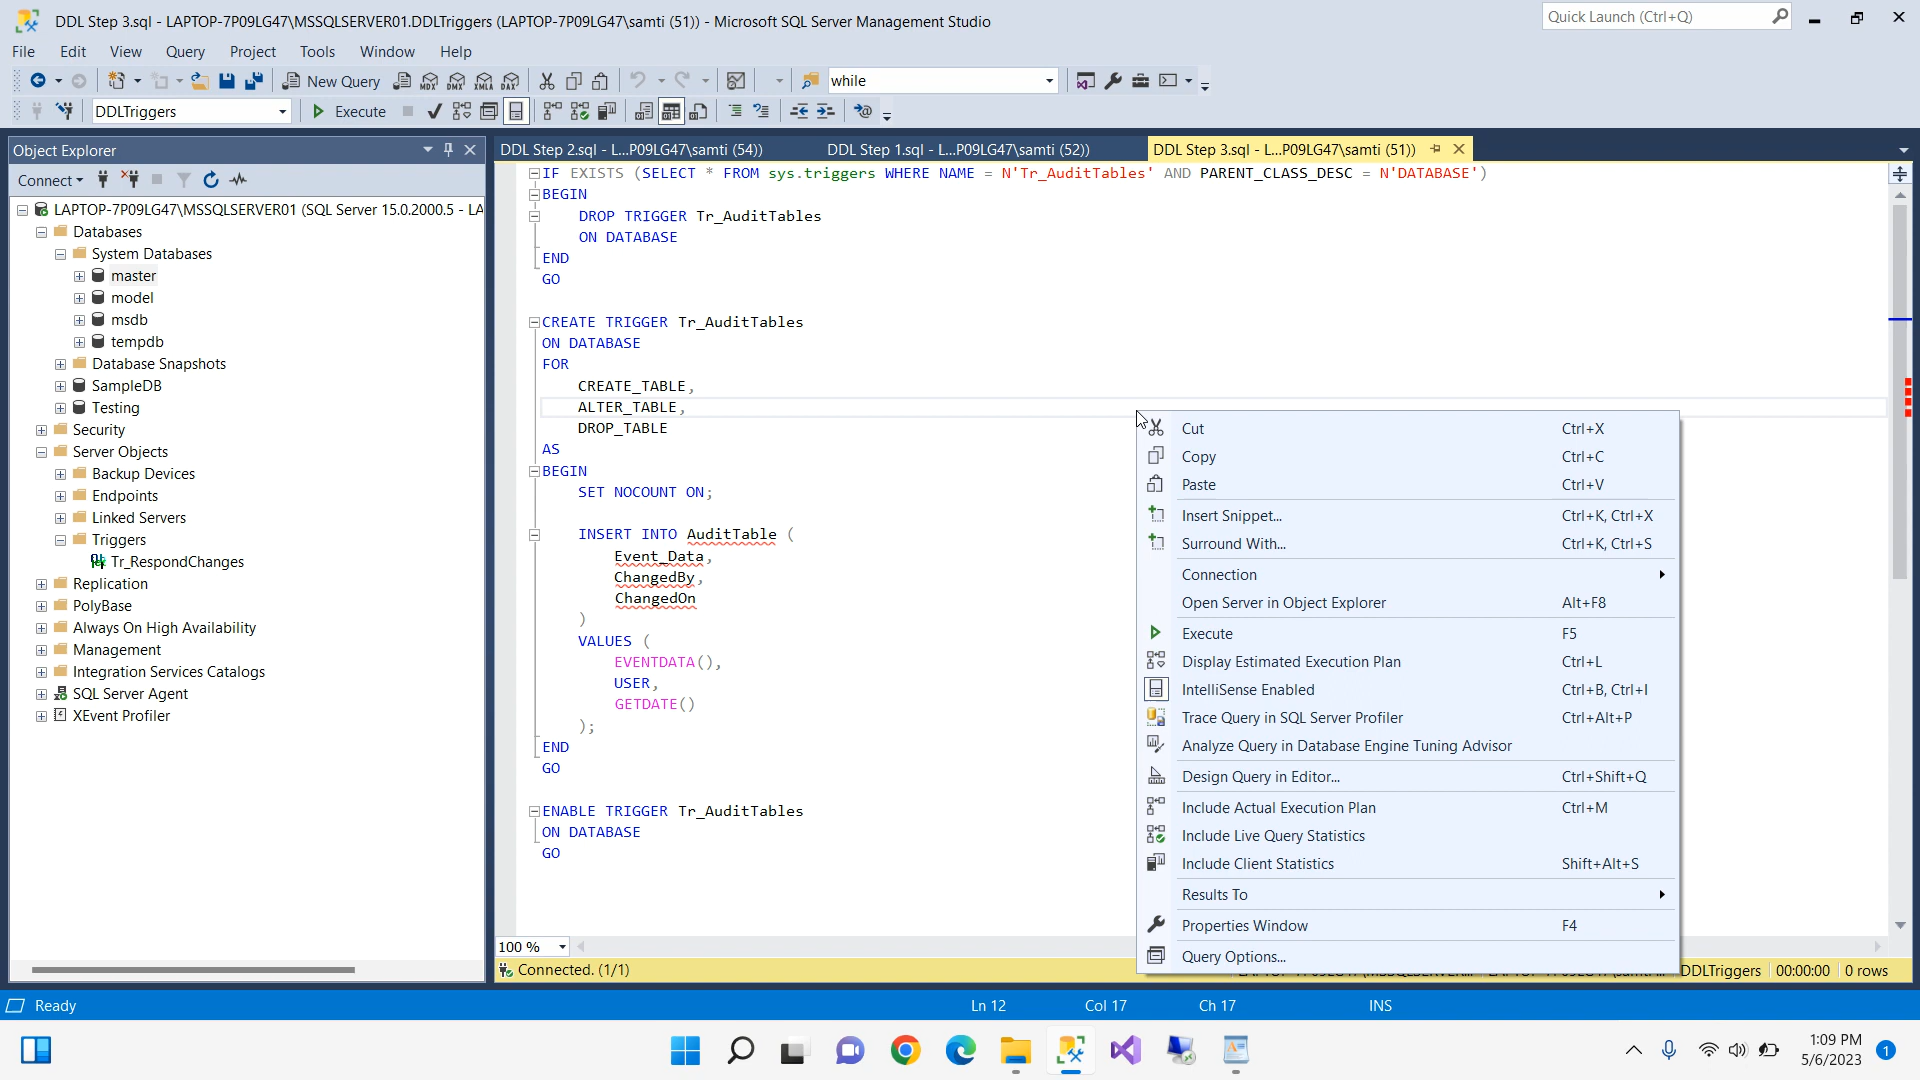 DDL Step 3.sql - LAPTOP-7P09LG47\MSSQLSERVER01.DDLTriggers (LAPTOP-7P09LG47\samti (51)) - Microsoft SQL Server Management Studio
Quick Launch (Ctrl+Q)
File Edit View Query Project Tools Window Help
New Query MDX DMX XMLA DAX while
DDLTriggers Execute
Object Explorer
DDL Step 2.sql - L...P09LG47\samti (54)) DDL Step 1.sql - L...P09LG47\samti (52)) DDL Step 3.sql - L...P09LG47\samti (51))
Connect
LAPTOP-7P09LG47\MSSQLSERVER01 (SQL Server 15.0.2000.5 - LA
Databases
System Databases
master
model
msdb
tempdb
Database Snapshots
SampleDB
Testing
Security
Server Objects
Backup Devices
Endpoints
Linked Servers
Triggers
Tr_RespondChanges
Replication
PolyBase
Always On High Availability
Management
Integration Services Catalogs
SQL Server Agent
XEvent Profiler
IF EXISTS (SELECT * FROM sys.triggers WHERE NAME = N'Tr_AuditTables' AND PARENT_CLASS_DESC = N'DATABASE')
BEGIN
DROP TRIGGER Tr_AuditTables
ON DATABASE
END
GO
CREATE TRIGGER Tr_AuditTables
ON DATABASE
FOR
CREATE_TABLE,
ALTER_TABLE,
DROP_TABLE
AS
BEGIN
SET NOCOUNT ON;
INSERT INTO AuditTable (
Event_Data,
ChangedBy,
ChangedOn
)
VALUES (
EVENTDATA(),
USER,
GETDATE()
);
END
GO
ENABLE TRIGGER Tr_AuditTables
ON DATABASE
GO
Cut Ctrl+X
Copy Ctrl+C
Paste Ctrl+V
Insert Snippet... Ctrl+K, Ctrl+X
Surround With... Ctrl+K, Ctrl+S
Connection
Open Server in Object Explorer Alt+F8
Execute F5
Display Estimated Execution Plan Ctrl+L
IntelliSense Enabled Ctrl+B, Ctrl+I
Trace Query in SQL Server Profiler Ctrl+Alt+P
Analyze Query in Database Engine Tuning Advisor
Design Query in Editor... Ctrl+Shift+Q
Include Actual Execution Plan Ctrl+M
Include Live Query Statistics
Include Client Statistics Shift+Alt+S
Results To
Properties Window F4
Query Options...
100 %
Connected. (1/1) DDLTriggers 00:00:00 0 rows
Ready Ln 12 Col 17 Ch 17 INS
1:09 PM
5/6/2023 1